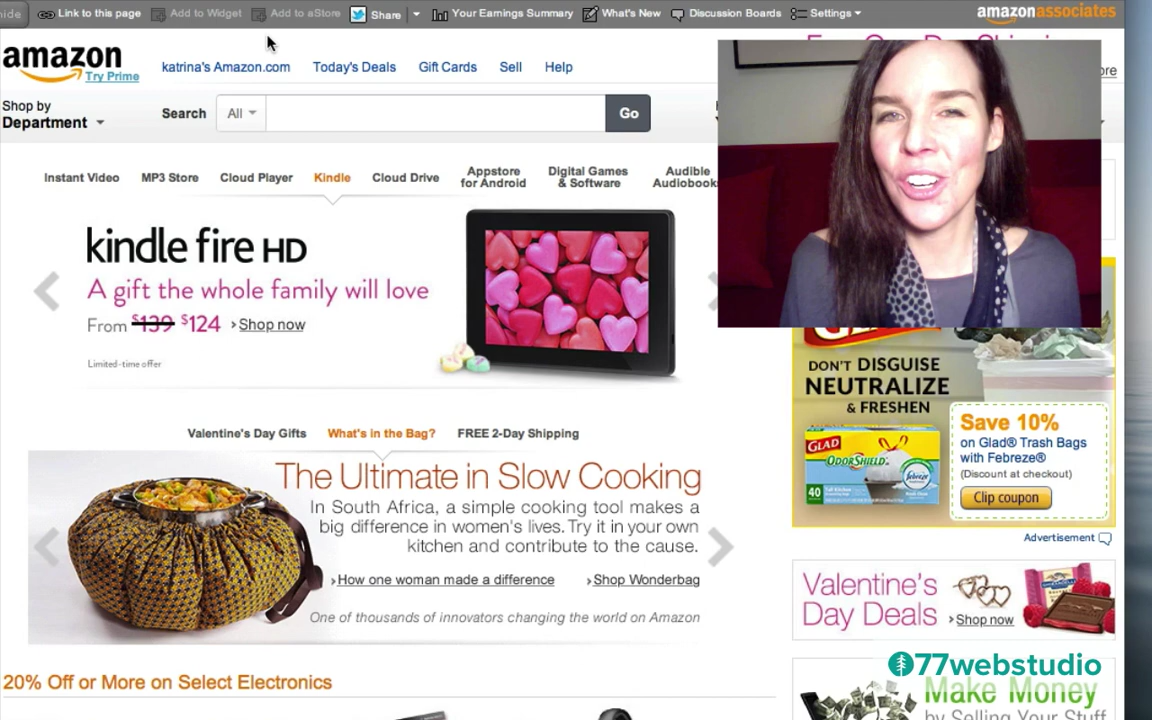 hide Link to this page Add to Widget Add to aStore Share Your Earnings Summary What's New Discussion Boards Settings amazonassociates
amazon
Try Prime
katrina's Amazon.com Today's Deals Gift Cards Sell Help
Shop by
Department
Search All Go
Instant Video MP3 Store Cloud Player Kindle Cloud Drive Appstore for Android Digital Games & Software Audible Audiobook
kindle fire HD
A gift the whole family will love
From $139 $124 Shop now
Limited-time offer
GLAD
DON'T DISGUISE
NEUTRALIZE
& FRESHEN
Save 10%
on Glad® Trash Bags
with Febreze®
(Discount at checkout)
Clip coupon
GLAD
ODORSHIELD
febreze
40
Advertisement
Valentine's Day Gifts What's in the Bag? FREE 2-Day Shipping
The Ultimate in Slow Cooking
In South Africa, a simple cooking tool makes a
big difference in women's lives. Try it in your own
kitchen and contribute to the cause.
How one woman made a difference Shop Wonderbag
One of thousands of innovators changing the world on Amazon
Valentine's
Day Deals
Shop now
20% Off or More on Select Electronics
77webstudio
Make Money
by Selling Your Stuff